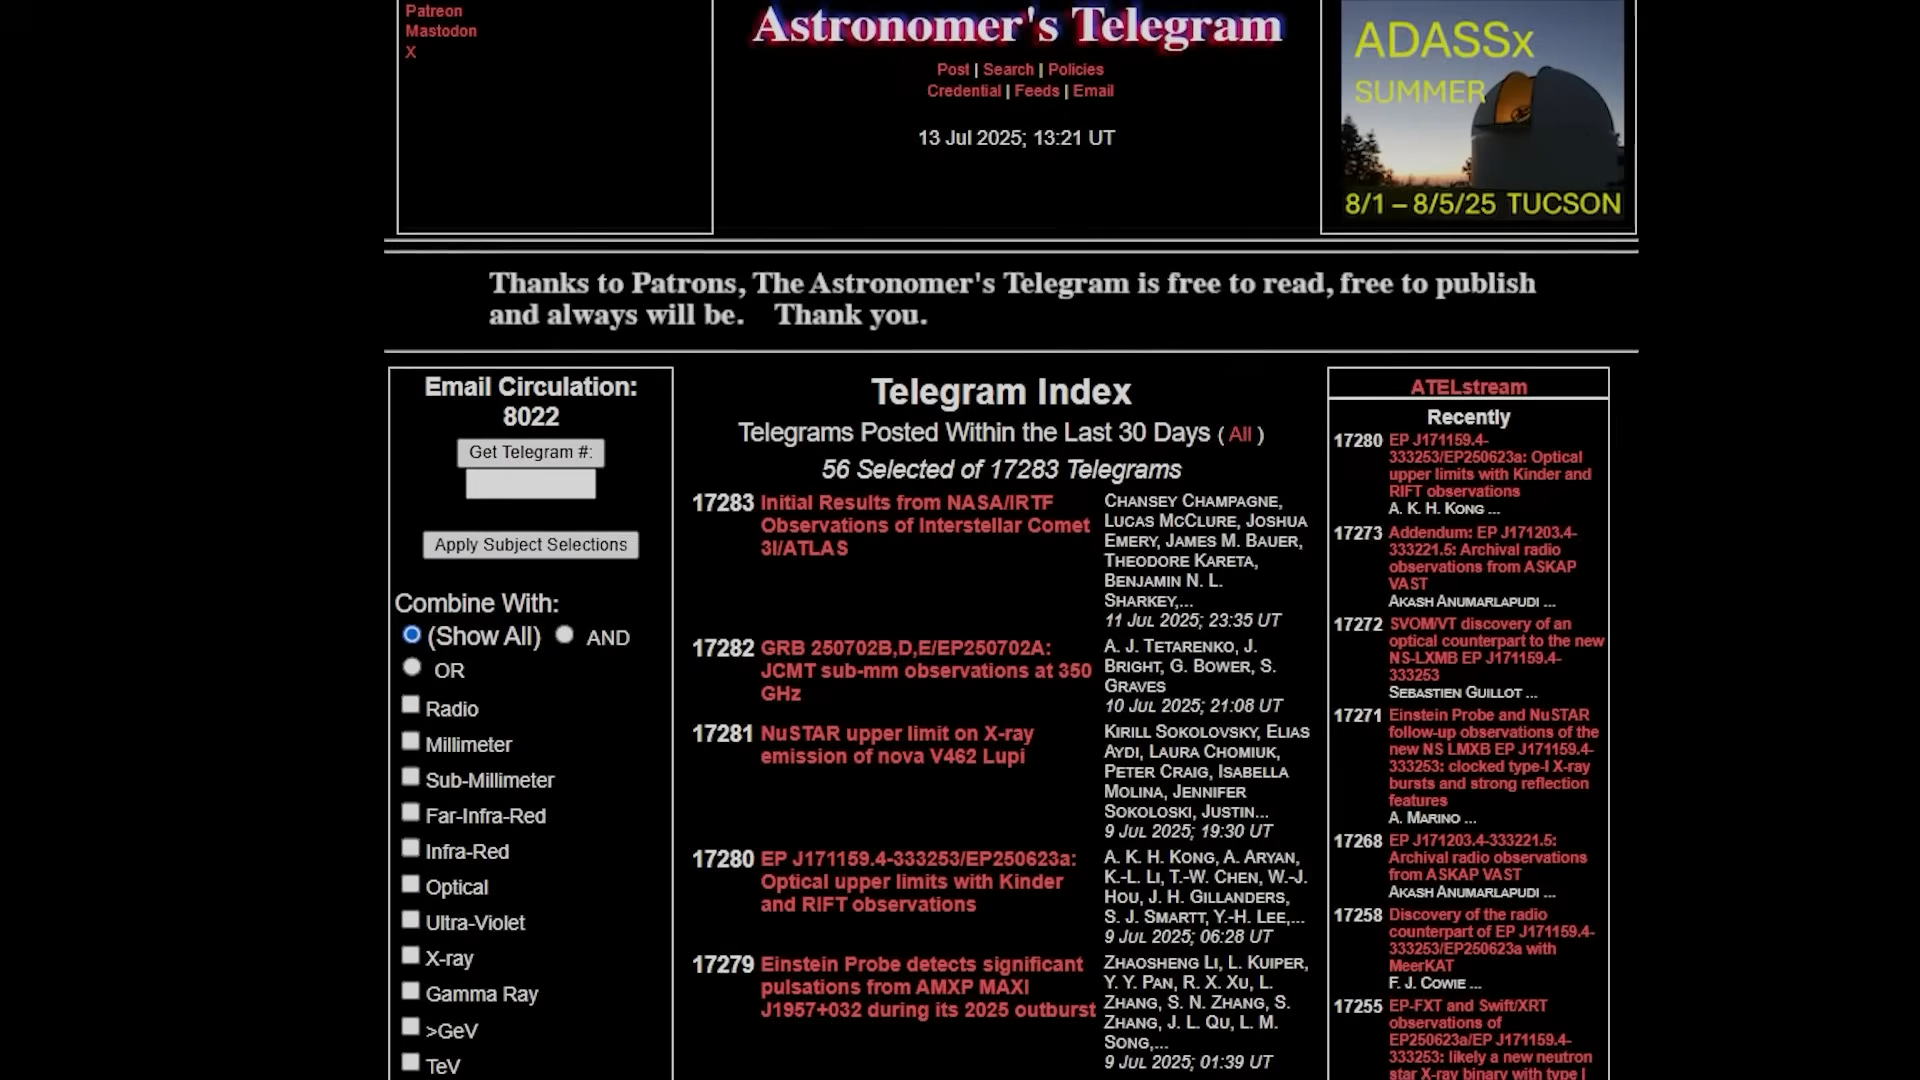 Patreon
Mastodon
X
Astronomer's Telegram
Post | Search | Policies
Credential | Feeds | Email
13 Jul 2025; 13:21 UT
ADASSx
SUMMER
8/1 – 8/5/25 TUCSON
Thanks to Patrons, The Astronomer's Telegram is free to read, free to publish
and always will be. Thank you.
Email Circulation:
8022
Get Telegram #:
Apply Subject Selections
Combine With:
(Show All) AND
OR
Radio
Millimeter
Sub-Millimeter
Far-Infra-Red
Infra-Red
Optical
Ultra-Violet
X-ray
Gamma Ray
>GeV
TeV
Telegram Index
Telegrams Posted Within the Last 30 Days ( All )
56 Selected of 17283 Telegrams
17283 Initial Results from NASA/IRTF
Observations of Interstellar Comet
3I/ATLAS
Chansey Champagne,
Lucas McClure, Joshua
Emery, James M. Bauer,
Theodore Kareta,
Benjamin N. L.
Sharkey,...
11 Jul 2025; 23:35 UT
17282 GRB 250702B,D,E/EP250702A:
JCMT sub-mm observations at 350
GHz
A. J. Tetarenko, J.
Bright, G. Bower, S.
Graves
10 Jul 2025; 21:08 UT
17281 NuSTAR upper limit on X-ray
emission of nova V462 Lupi
Kirill Sokolovsky, Elias
Aydi, Laura Chomiuk,
Peter Craig, Isabella
Molina, Jennifer
Sokoloski, Justin...
9 Jul 2025; 19:30 UT
17280 EP J171159.4-333253/EP250623a:
Optical upper limits with Kinder
and RIFT observations
A. K. H. Kong, A. Aryan,
K.-L. Li, T.-W. Chen, W.-J.
Hou, J. H. Gillanders,
S. J. Smartt, Y.-H. Lee,...
9 Jul 2025; 06:28 UT
17279 Einstein Probe detects significant
pulsations from AMXP MAXI
J1957+032 during its 2025 outburst
Zhaosheng Li, L. Kuiper,
Y. Y. Pan, R. X. Xu, L.
Zhang, S. N. Zhang, S.
Zhang, J. L. Qu, L. M.
Song,...
9 Jul 2025; 01:39 UT
ATELstream
Recently
17280 EP J171159.4-
333253/EP250623a: Optical
upper limits with Kinder and
RIFT observations
A. K. H. Kong ...
17273 Addendum: EP J171203.4-
333221.5: Archival radio
observations from ASKAP
VAST
Akash Anumarlapudi ...
17272 SVOM/VT discovery of an
optical counterpart to the new
NS-LXMB EP J171159.4-
333253
Sebastien Guillot ...
17271 Einstein Probe and NuSTAR
follow-up observations of the
new NS LMXB EP J171159.4-
333253: clocked type-I X-ray
bursts and strong reflection
features
A. Marino ...
17268 EP J171203.4-333221.5:
Archival radio observations
from ASKAP VAST
Akash Anumarlapudi ...
17258 Discovery of the radio
counterpart of EP J171159.4-
333253/EP250623a with
MeerKAT
F. J. Cowie ...
17255 EP-FXT and Swift/XRT
observations of
EP250623a/EP J171159.4-
333253: likely a new neutron
star X-ray binary with type I